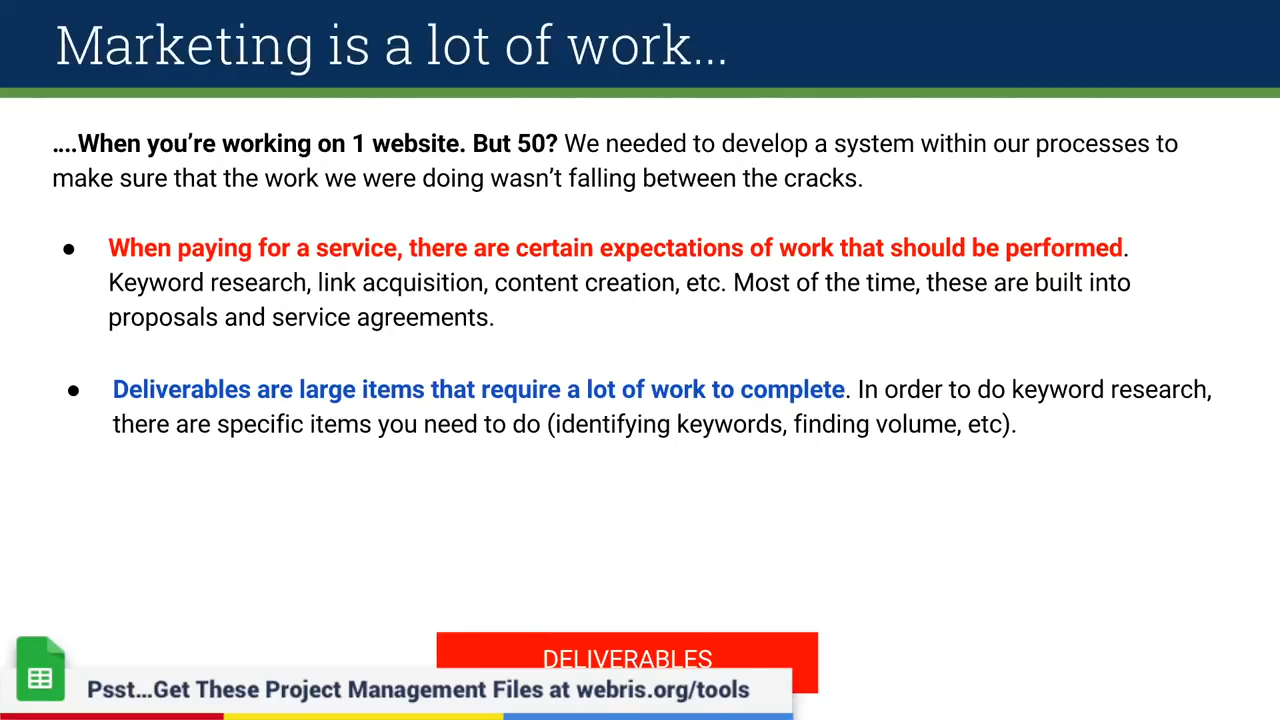 Marketing is a lot of work...
....When you're working on 1 website. But 50? We needed to develop a system within our processes to
make sure that the work we were doing wasn't falling between the cracks.
● When paying for a service, there are certain expectations of work that should be performed.
Keyword research, link acquisition, content creation, etc. Most of the time, these are built into
proposals and service agreements.
● Deliverables are large items that require a lot of work to complete. In order to do keyword research,
there are specific items you need to do (identifying keywords, finding volume, etc).
DELIVERABLES
Psst...Get These Project Management Files at webris.org/tools